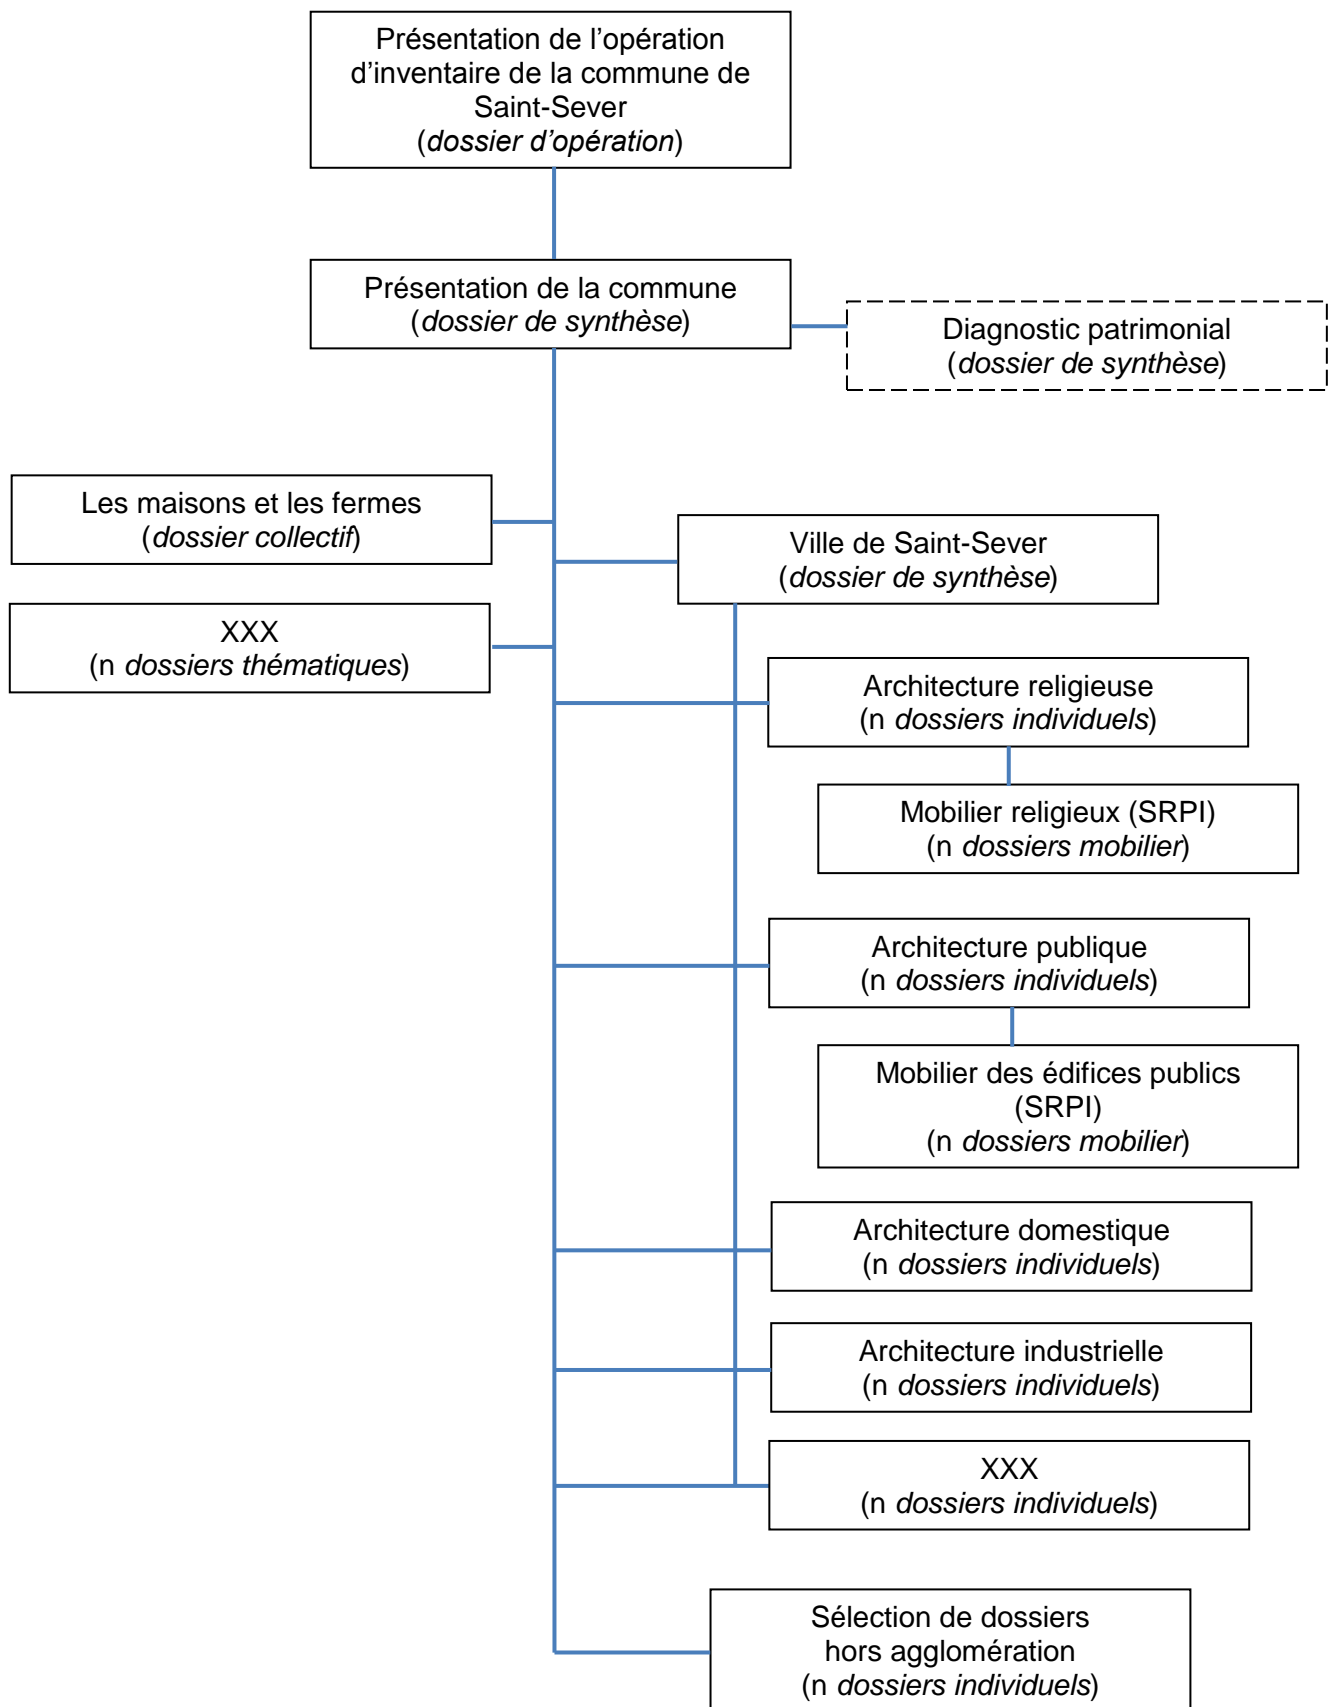 Présentation de l’opération
d’inventaire de la commune de
Saint-Sever
(dossier d’opération)
Présentation de la commune
(dossier de synthèse)
Diagnostic patrimonial
(dossier de synthèse)
Les maisons et les fermes
(dossier collectif)
Ville de Saint-Sever
(dossier de synthèse)
XXX
(n dossiers thématiques)
Architecture religieuse
(n dossiers individuels)
Mobilier religieux (SRPI)
(n dossiers mobilier)
Architecture publique
(n dossiers individuels)
Mobilier des édifices publics
(SRPI)
(n dossiers mobilier)
Architecture domestique
(n dossiers individuels)
Architecture industrielle
(n dossiers individuels)
XXX
(n dossiers individuels)
Sélection de dossiers
hors agglomération
(n dossiers individuels)